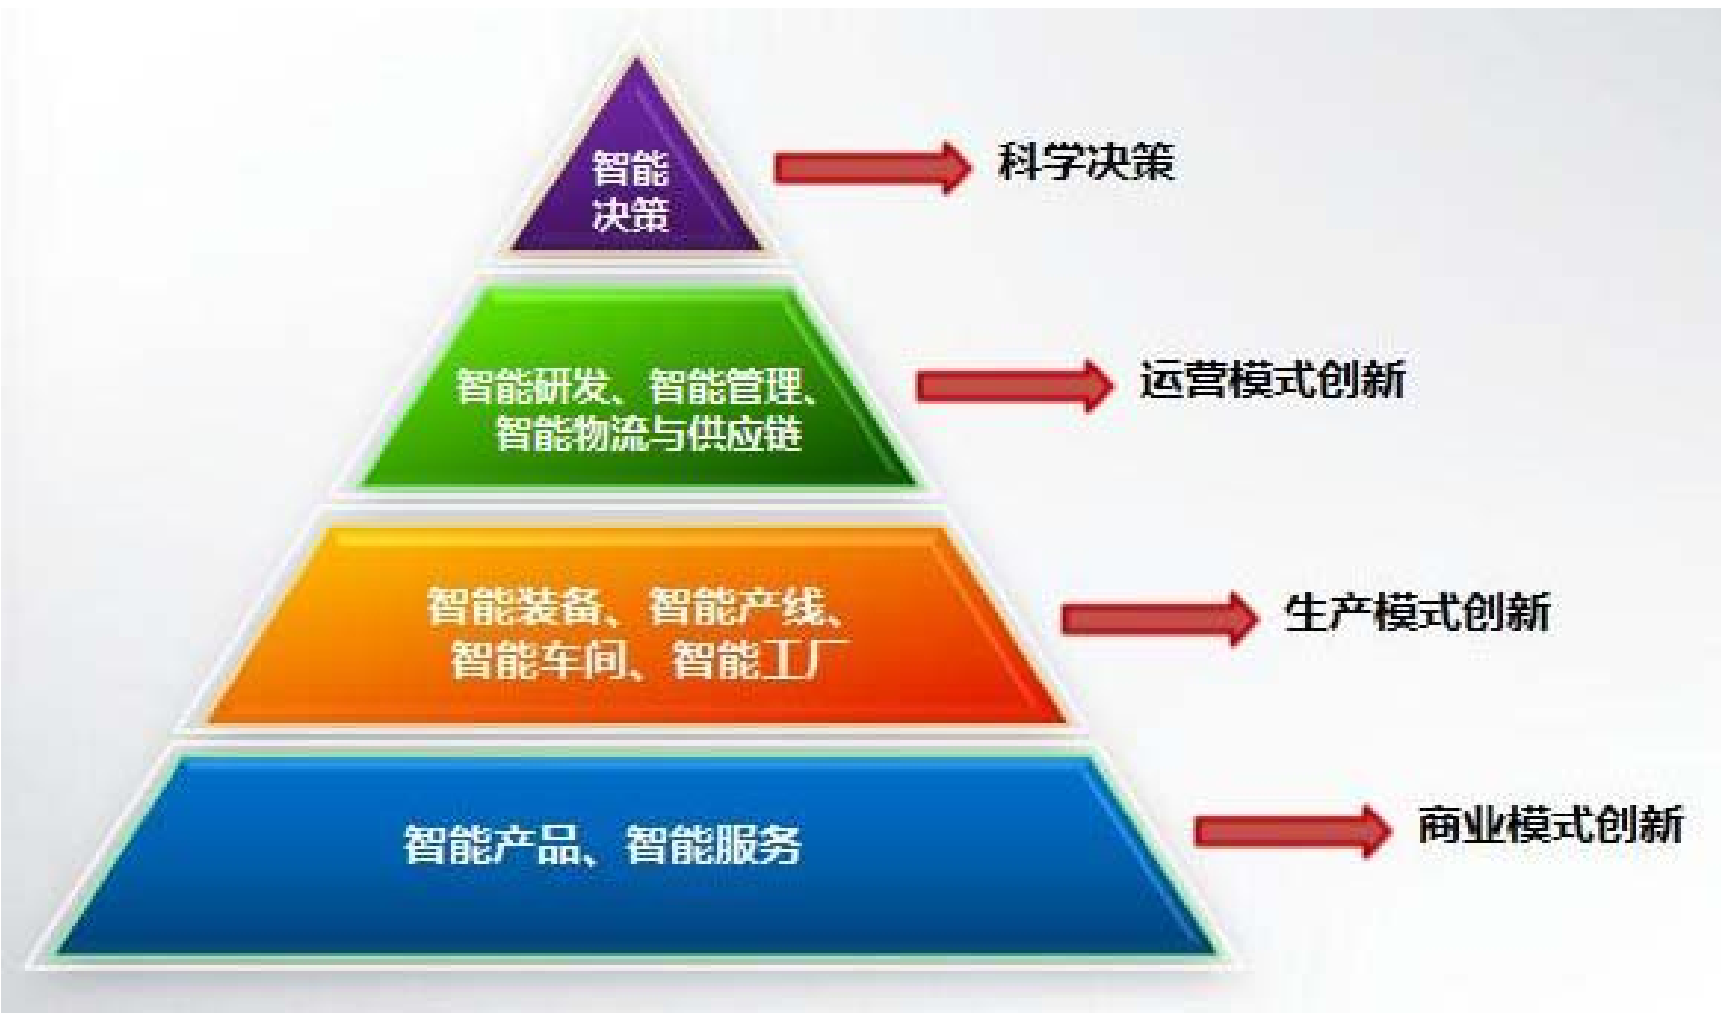 智能
决策
科学决策
智能研发、智能管理、
智能物流与供应链
运营模式创新
智能装备、智能产线、
智能车间、智能工厂
生产模式创新
智能产品、智能服务
商业模式创新